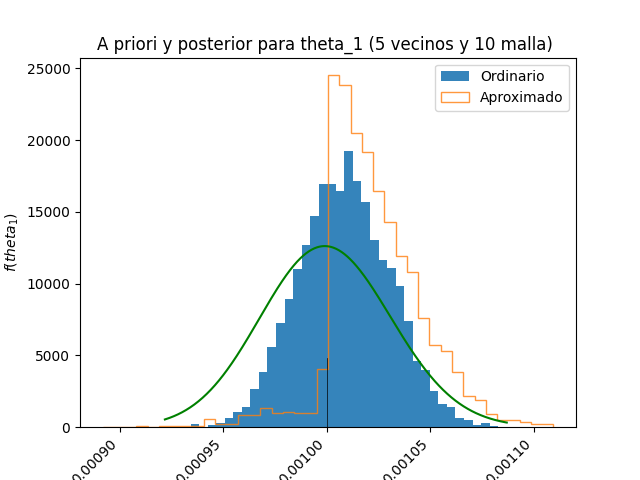 A priori y posterior para theta_1 (5 vecinos y 10 malla)
Ordinario
Aproximado
f(theta₁)
25000
20000
15000
10000
5000
0
0.00090
0.00095
0.00100
0.00105
0.00110